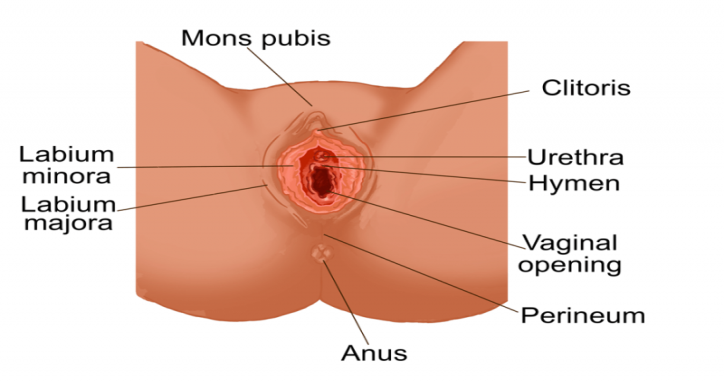 Mons pubis
Clitoris
Labium
minora
Labium
majora
Urethra
Hymen
Vaginal
opening
Perineum
Anus